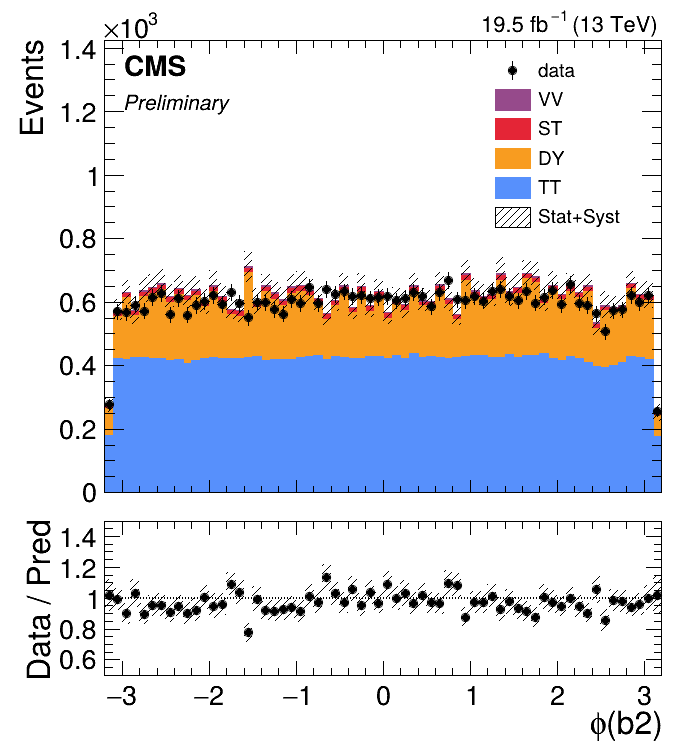 ×10³
19.5 fb⁻¹ (13 TeV)
Events
1.4
1.2
1
0.8
0.6
0.4
0.2
0
CMS
Preliminary
data
VV
ST
DY
TT
Stat+Syst
Data / Pred
1.4
1.2
1
0.8
0.6
−3
−2
−1
0
1
2
3
ϕ(b2)